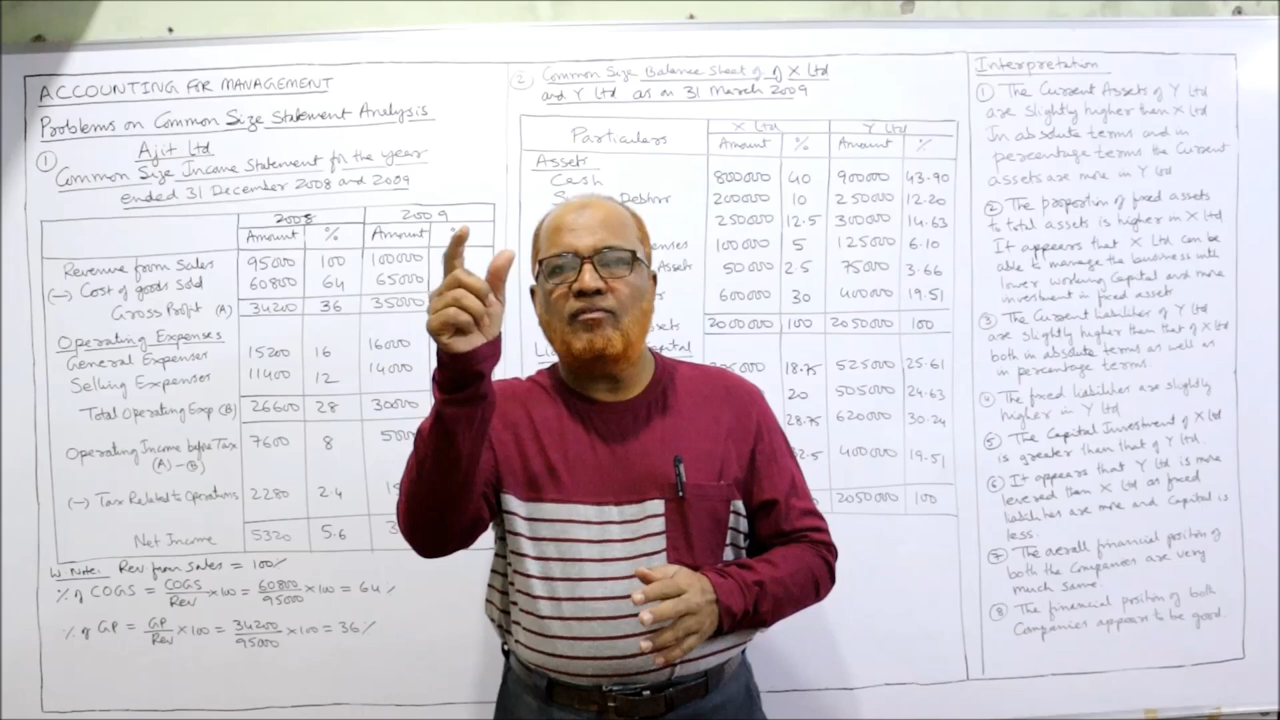 ACCOUNTING FOR MANAGEMENT
Problems on Common Size Statement Analysis
① Ajit Ltd
Common Size Income Statement for the year
ended 31 December 2008 and 2009
2008 2009
Amount % Amount
Revenue from Sales 95000 100 100000
(-) Cost of goods Sold 60800 64 65000
Gross Profit (A) 34200 36 35000
Operating Expenses
General Expenses 15200 16 16000
Selling Expenses 11400 12 14000
Total Operating Exp (B) 26600 28 30000
Operating Income before Tax 7600 8 5000
(A) - (B)
(-) Tax Related to Operations 2280 2.4
Net Income 5320 5.6
W. Note: Rev from Sales = 100%
% of COGS = COGS/Rev × 100 = 60800/95000 × 100 = 64%
% of GP = GP/Rev × 100 = 34200/95000 × 100 = 36%
② Common Size Balance Sheet of of X Ltd
and Y Ltd as on 31 March 2009
Particulars X Ltd Y Ltd
Amount % Amount %
Assets
Cash 800000 40 900000 43.90
Debtor 200000 10 250000 12.20
250000 12.5 300000 14.63
enses 100000 5 125000 6.10
Asset 50000 2.5 75000 3.66
600000 30 400000 19.51
ssets 2000000 100 2050000 100
18.75 525000 25.61
20 505000 24.63
28.75 620000 30.24
2.5 400000 19.51
2050000 100
Interpretation
① The Current Assets of Y Ltd
are slightly higher than X Ltd
In absolute terms and in
percentage terms the Current
assets are more in Y Ltd
② The proportion of fixed assets
to total assets is higher in X Ltd
It appears that X Ltd can be
able to manage the business with
lower working Capital and more
investment in fixed asset
③ The Current Liabilities of Y Ltd
are slightly higher than that of X Ltd
both in absolute terms as well as
in percentage terms.
④ The fixed liabilities are slightly
higher in Y Ltd
⑤ The Capital Investment of X Ltd
is greater than that of Y Ltd.
⑥ It appears that Y Ltd is more
levered than X Ltd as fixed
liabilities are more and Capital is
less.
⑦ The overall financial position of
both the Companies are very
much same.
⑧ The financial position of both
Companies appears to be good.